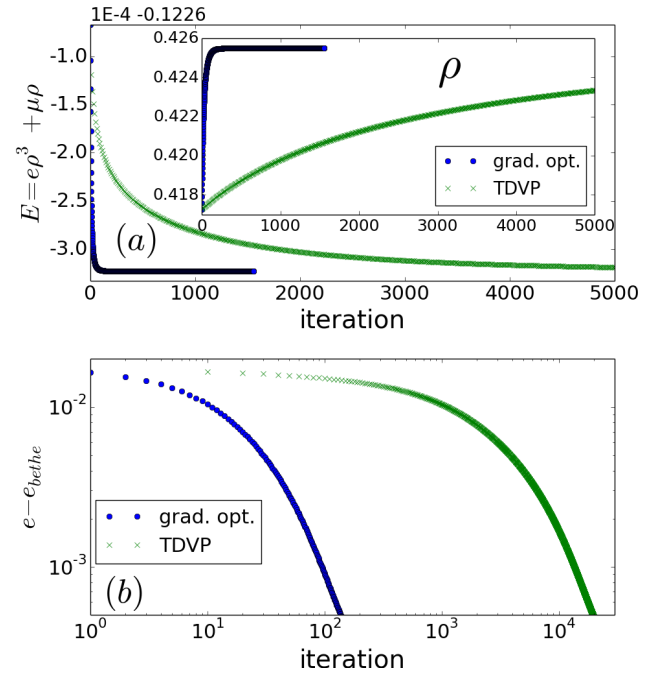 1E-4 -0.1226
E=eρ³ +μρ
-1.0
-1.5
-2.0
-2.5
-3.0
0.426
0.424
0.422
0.420
0.418
ρ
grad. opt.
TDVP
0 1000 2000 3000 4000 5000
(a)
0 1000 2000 3000 4000 5000
iteration
e−e_bethe
10⁻²
10⁻³
grad. opt.
TDVP
(b)
10⁰ 10¹ 10² 10³ 10⁴
iteration